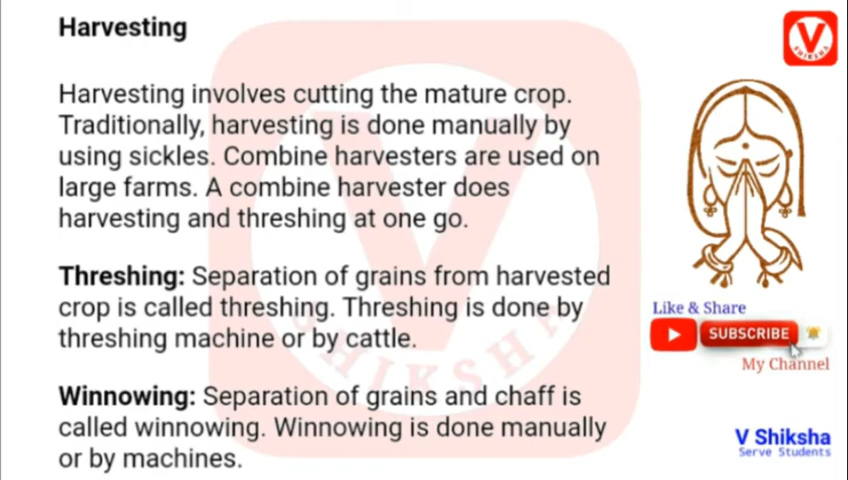 Harvesting
V
SHIKSHA
Harvesting involves cutting the mature crop.
Traditionally, harvesting is done manually by
using sickles. Combine harvesters are used on
large farms. A combine harvester does
harvesting and threshing at one go.
Threshing: Separation of grains from harvested
crop is called threshing. Threshing is done by
threshing machine or by cattle.
Winnowing: Separation of grains and chaff is
called winnowing. Winnowing is done manually
or by machines.
V
SHIKSHA
Like & Share
SUBSCRIBE
My Channel
V Shiksha
Serve Students